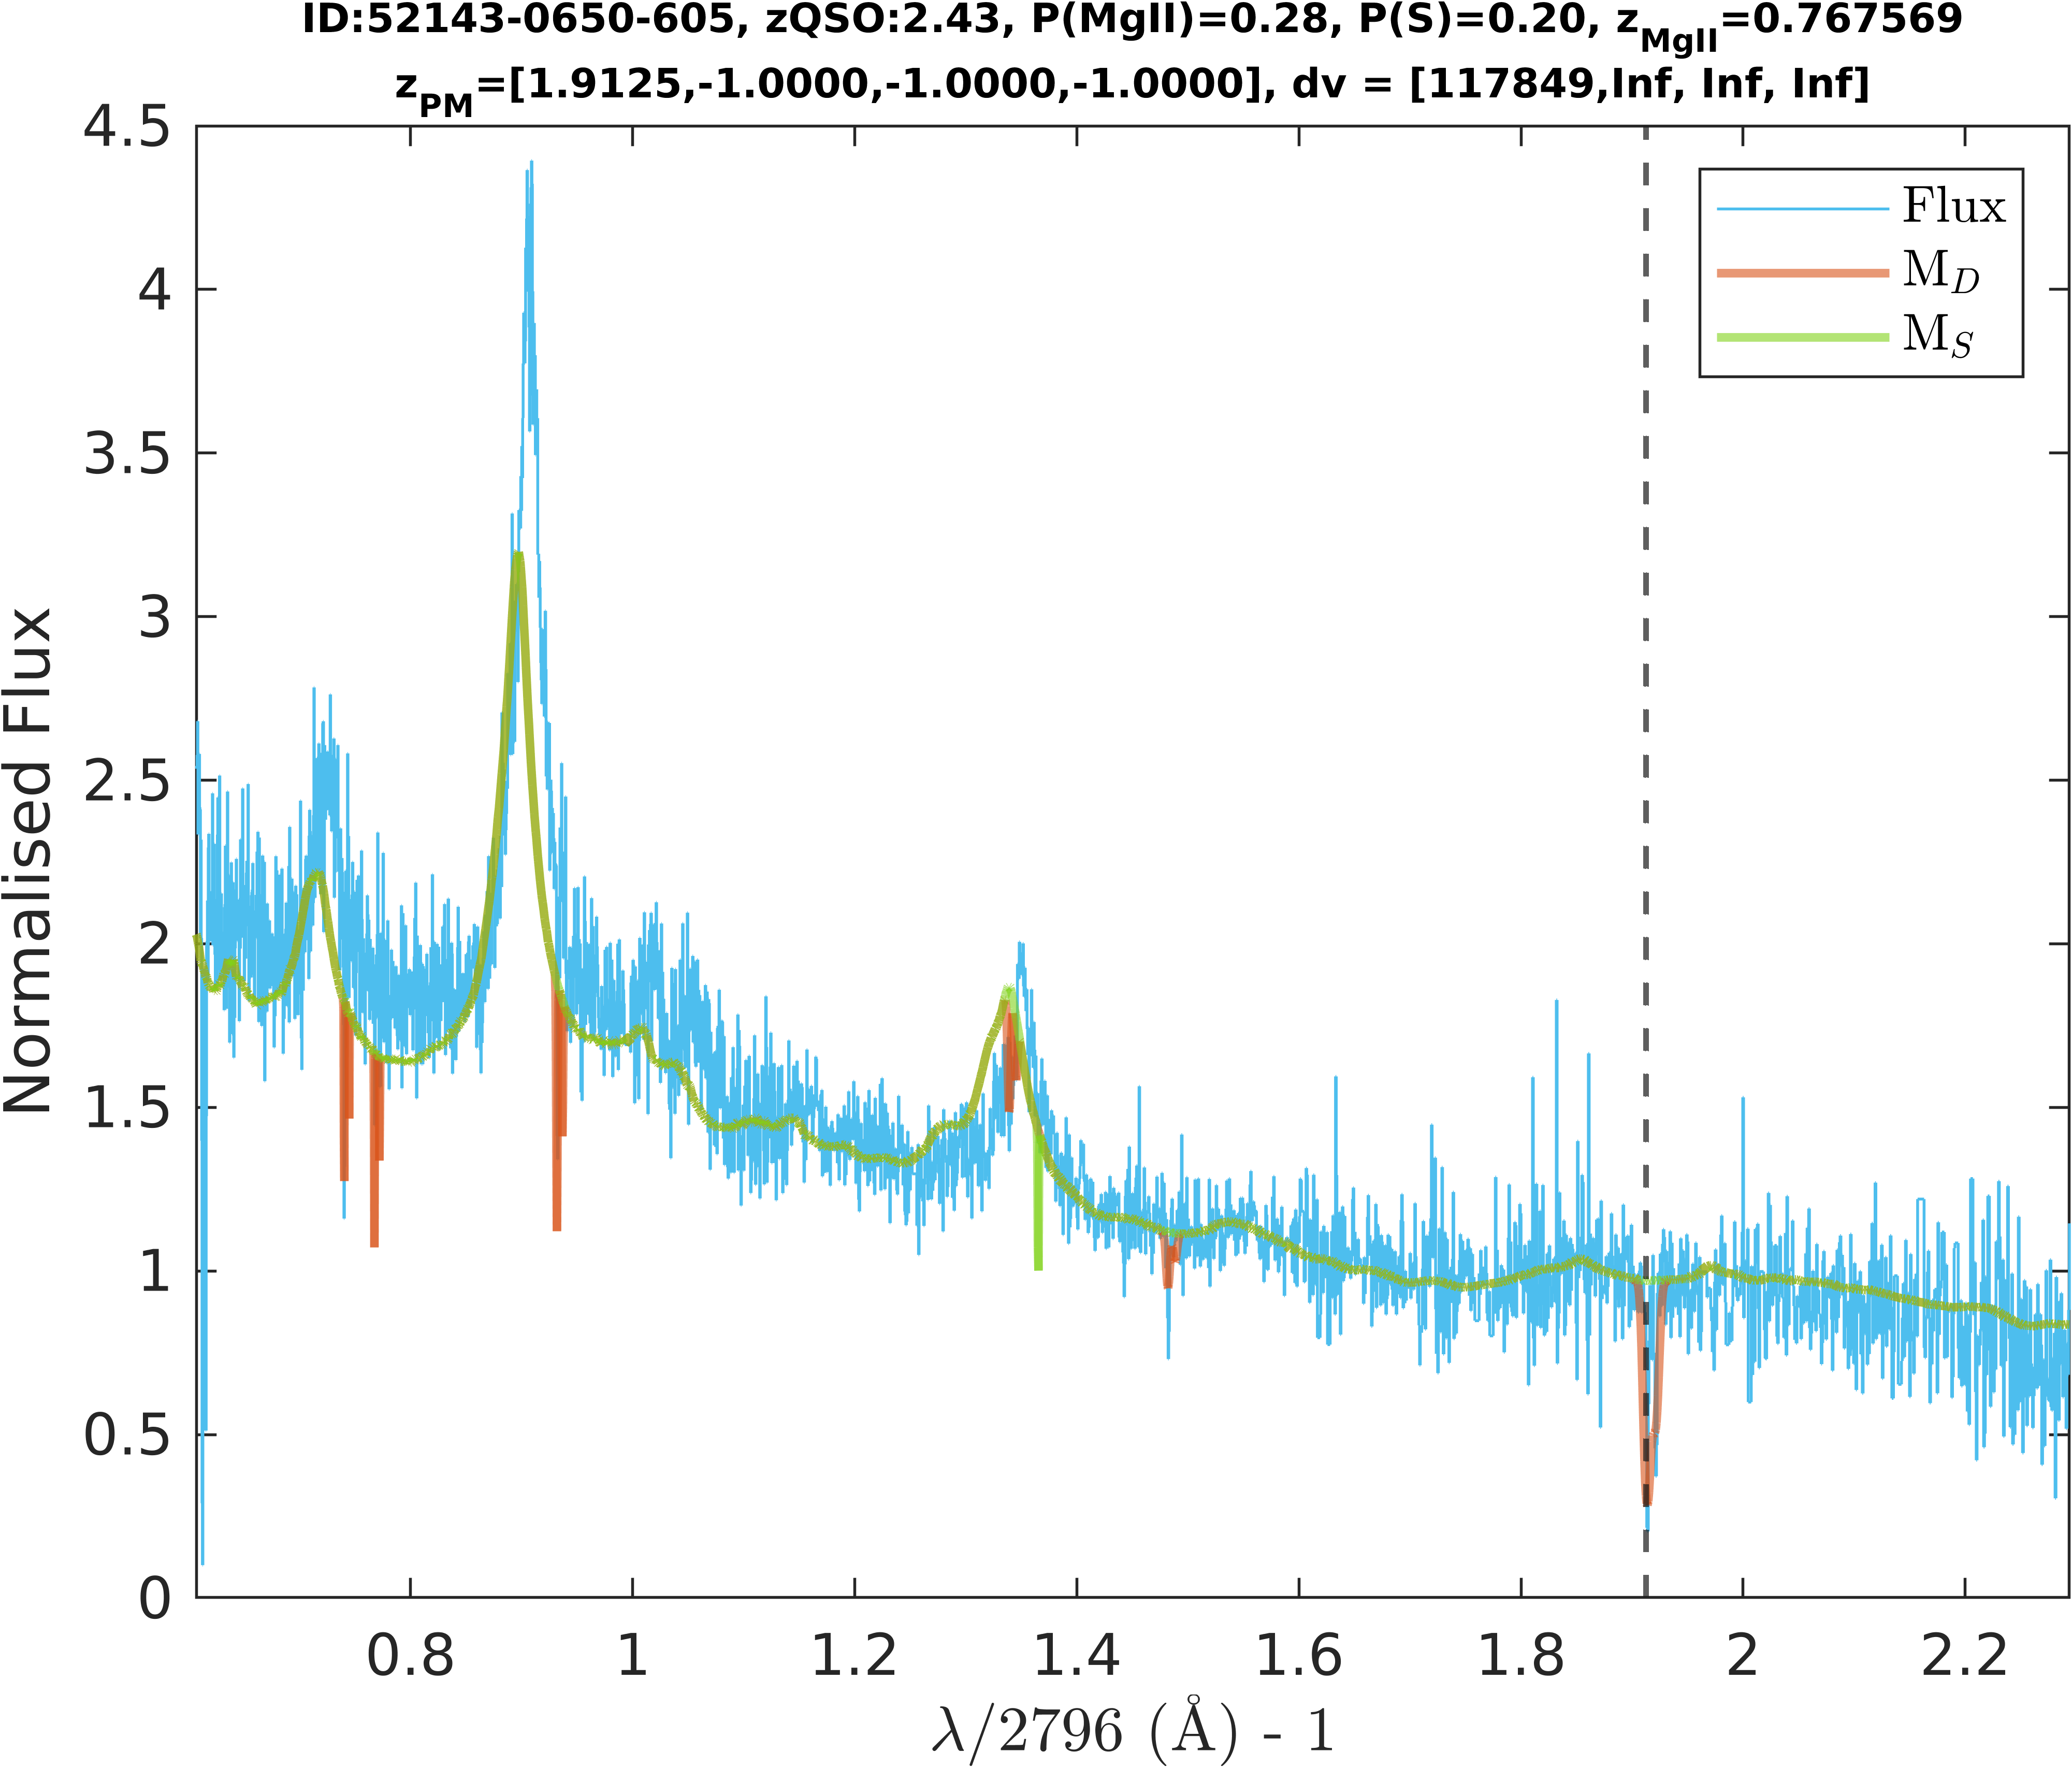 ID:52143-0650-605, zQSO:2.43, P(MgII)=0.28, P(S)=0.20, zMgII=0.767569
zPM=[1.9125,-1.0000,-1.0000,-1.0000], dv = [117849,Inf, Inf, Inf]
4.5
4
3.5
3
2.5
2
1.5
1
0.5
0
Normalised Flux
Flux
MD
MS
0.8 1 1.2 1.4 1.6 1.8 2 2.2
λ/2796 (Å) - 1